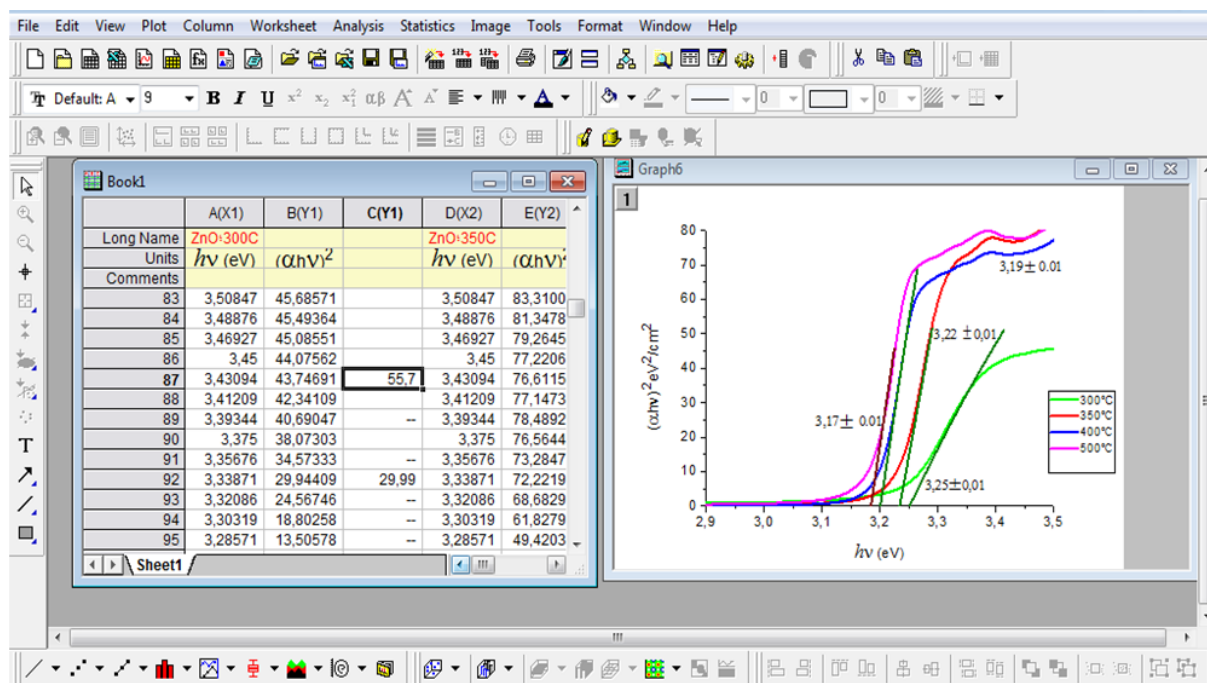 File Edit View Plot Column Worksheet Analysis Statistics Image Tools Format Window Help
Default: A 9 B I U x² x₂ x₁² αβ A A A 0 0
Book1
A(X1) B(Y1) C(Y1) D(X2) E(Y2)
Long Name ZnO:300C ZnO:350C
Units hν (eV) (αhν)² hν (eV) (αhν)²
Comments
83 3,50847 45,68571 3,50847 83,3100
84 3,48876 45,49364 3,48876 81,3478
85 3,46927 45,08551 3,46927 79,2645
86 3,45 44,07562 3,45 77,2206
87 3,43094 43,74691 55,7 3,43094 76,6115
88 3,41209 42,34109 3,41209 77,1473
89 3,39344 40,69047 -- 3,39344 78,4892
90 3,375 38,07303 3,375 76,5644
91 3,35676 34,57333 -- 3,35676 73,2847
92 3,33871 29,94409 29,99 3,33871 72,2219
93 3,32086 24,56746 -- 3,32086 68,6829
94 3,30319 18,80258 -- 3,30319 61,8279
95 3,28571 13,50578 -- 3,28571 49,4203
Sheet1
Graph6
1
80
70
60
50
40
30
20
10
0
(αhν)² eV²/cm²
3,19± 0.01
3,22 ±0,01
3,17± 0.01
3,25±0,01
300℃
350℃
400℃
500℃
2,9 3,0 3,1 3,2 3,3 3,4 3,5
hν (eV)
T